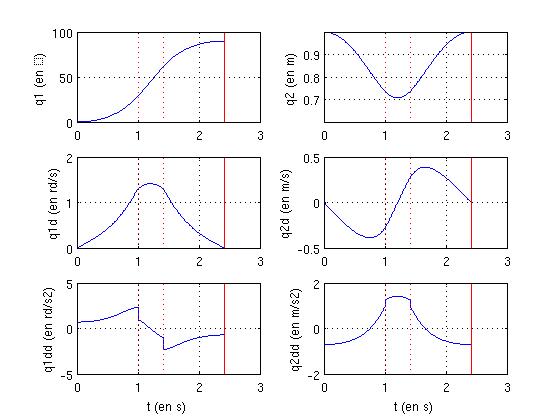 100
50
0
q1 (en °)
0 1 2 3
0.9
0.8
0.7
q2 (en m)
0 1 2 3
2
1
0
q1d (en rd/s)
0 1 2 3
0.5
0
-0.5
q2d (en m/s)
0 1 2 3
5
0
-5
q1dd (en rd/s2)
0 1 2 3
t (en s)
2
0
-2
q2dd (en m/s2)
0 1 2 3
t (en s)